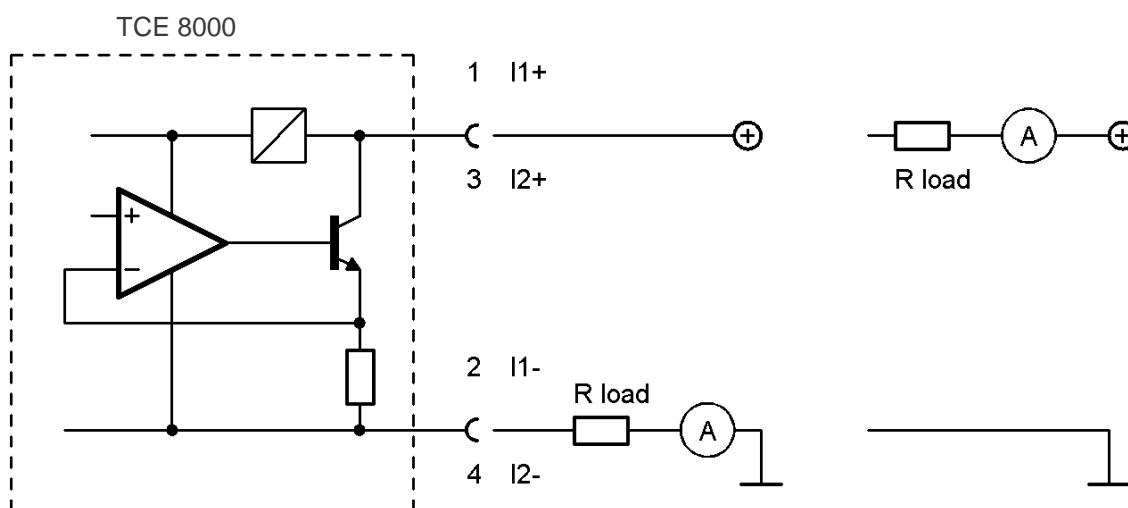 TCE 8000
1 I1+
3 I2+
A
R load
+
−
2 I1-
R load
A
4 I2-